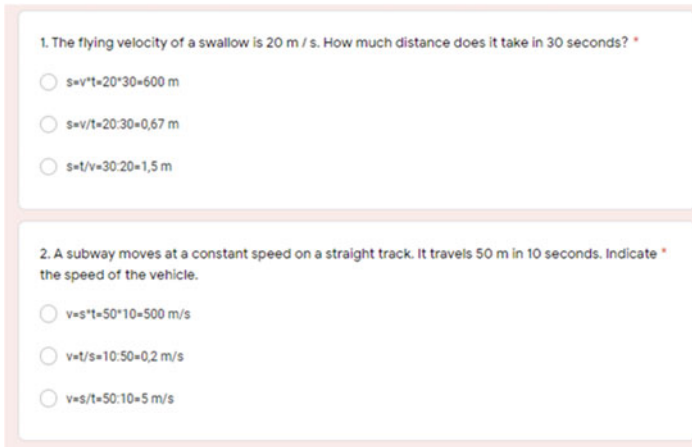 1. The flying velocity of a swallow is 20 m / s. How much distance does it take in 30 seconds? *
s=v*t=20*30=600 m
s=v/t=20:30=0,67 m
s=t/v=30:20=1,5 m
2. A subway moves at a constant speed on a straight track. It travels 50 m in 10 seconds. Indicate *
the speed of the vehicle.
v=s*t=50*10=500 m/s
v=t/s=10:50=0,2 m/s
v=s/t=50:10=5 m/s